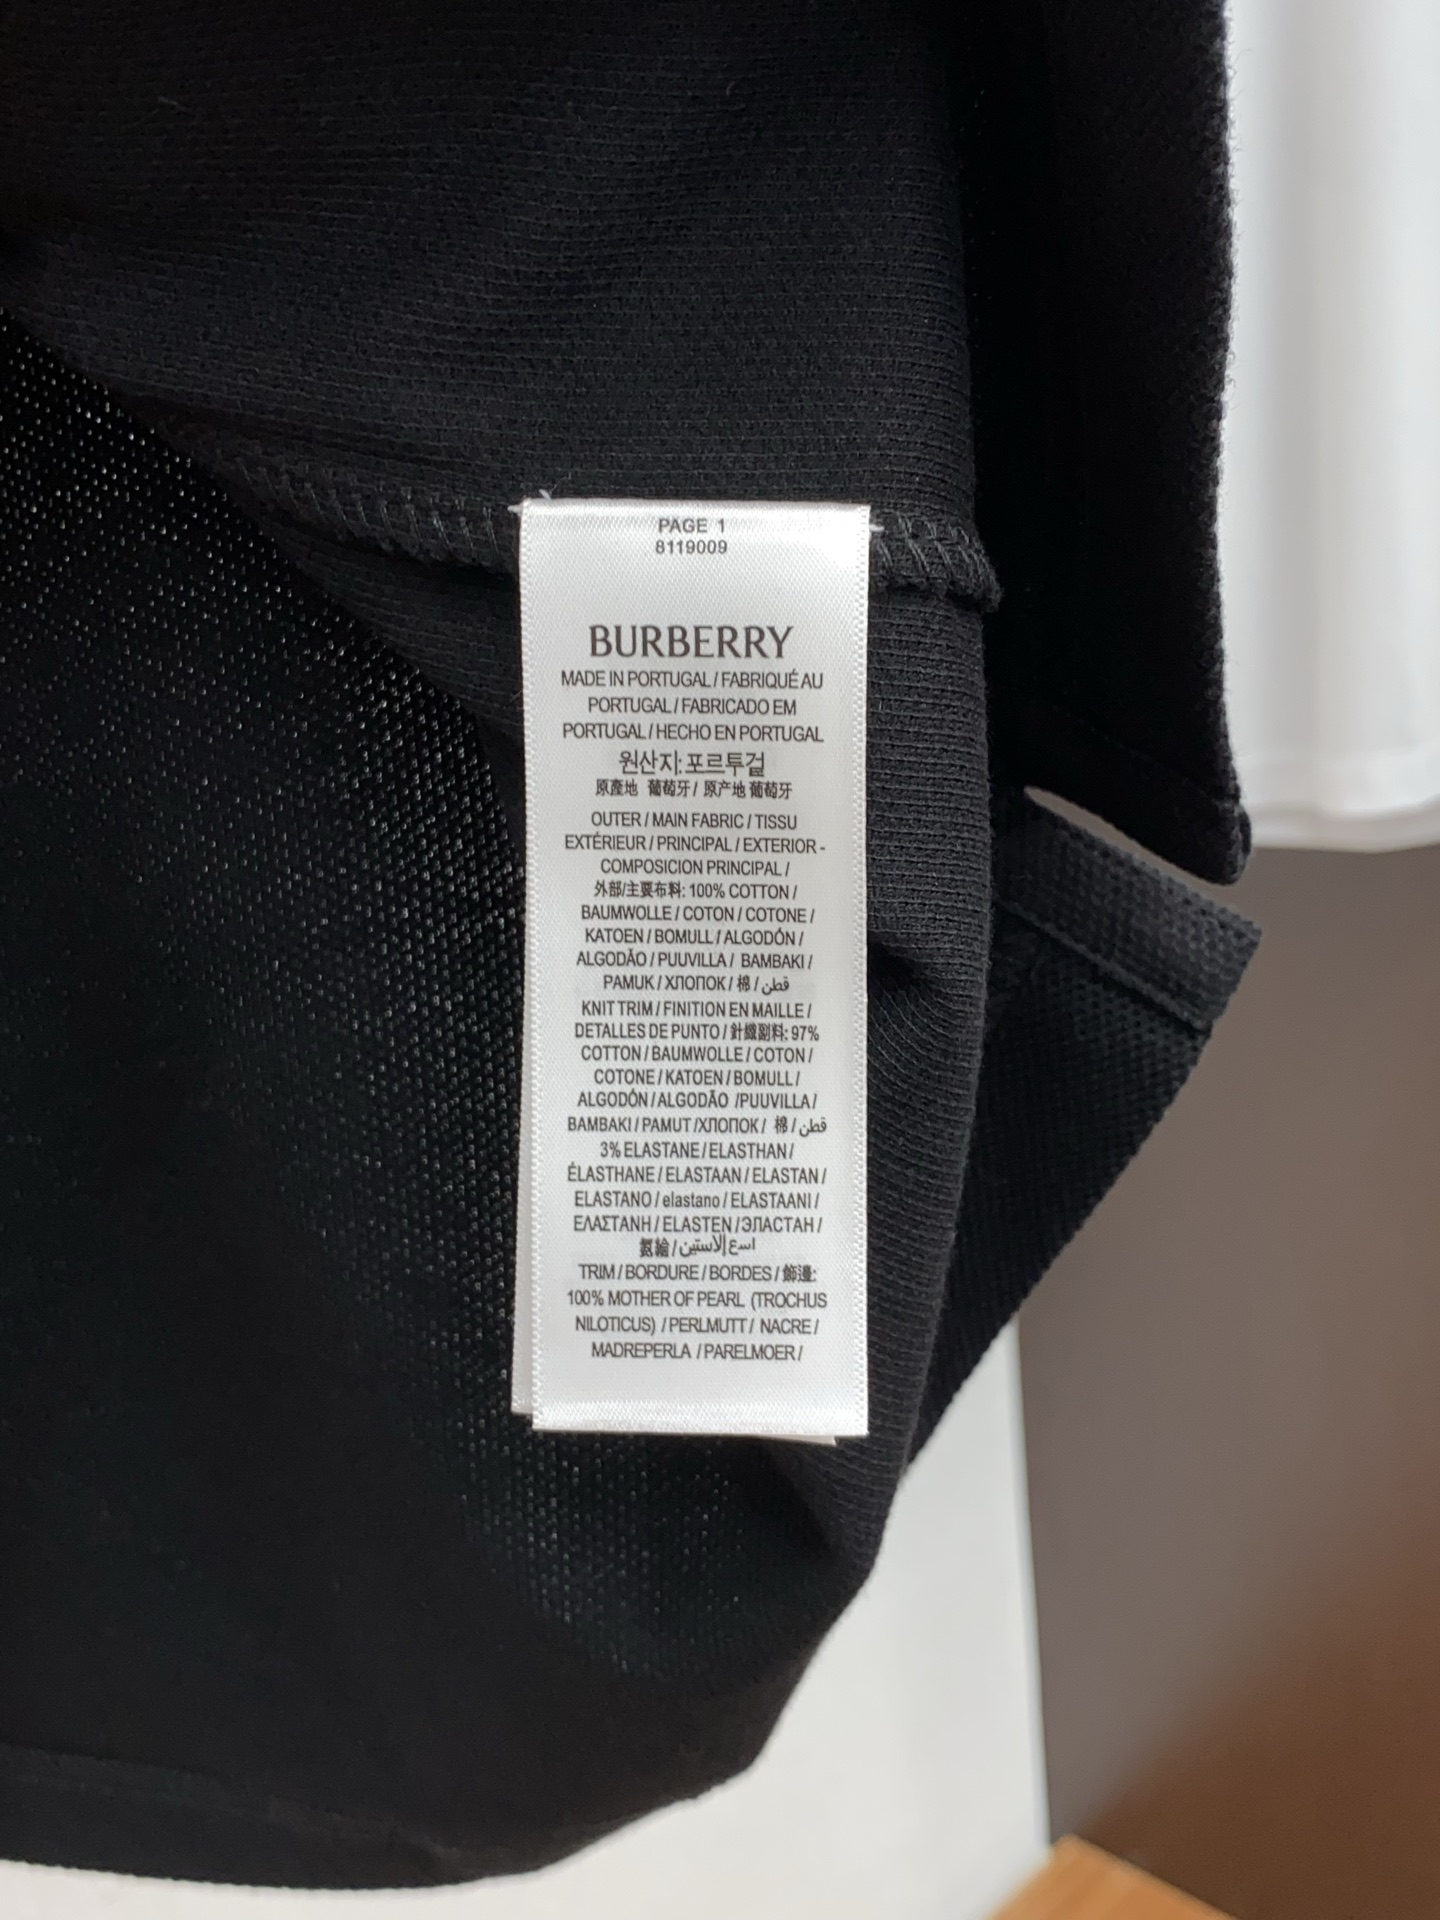 PAGE 1
8119009
BURBERRY
MADE IN PORTUGAL / FABRIQUÉ AU
PORTUGAL / FABRICADO EM
PORTUGAL / HECHO EN PORTUGAL
원산지: 포르투걸
原產地 葡萄牙 / 原产地 葡萄牙
OUTER / MAIN FABRIC / TISSU
EXTÉRIEUR / PRINCIPAL / EXTERIOR -
COMPOSICION PRINCIPAL /
外部/主要布料: 100% COTTON /
BAUMWOLLE / COTON / COTONE /
KATOEN / BOMULL / ALGODÓN /
ALGODÃO / PUUVILLA / BAMBAKI /
PAMUK / ХЛОПОК / 棉 / قطن
KNIT TRIM / FINITION EN MAILLE /
DETALLES DE PUNTO / 針織副料: 97%
COTTON / BAUMWOLLE / COTON /
COTONE / KATOEN / BOMULL /
ALGODÓN / ALGODÃO /PUUVILLA /
BAMBAKI / PAMUT /ХЛОПОК / 棉 / قطن
3% ELASTANE / ELASTHAN /
ÉLASTHANE / ELASTAAN / ELASTAN /
ELASTANO / elastano / ELASTAANI /
ΕΛΑΣΤΑΝΗ / ELASTEN / ЭЛАСТАН /
氨綸 / اسع الاستين
TRIM / BORDURE / BORDES / 飾邊:
100% MOTHER OF PEARL (TROCHUS
NILOTICUS) / PERLMUTT / NACRE /
MADREPERLA / PARELMOER /